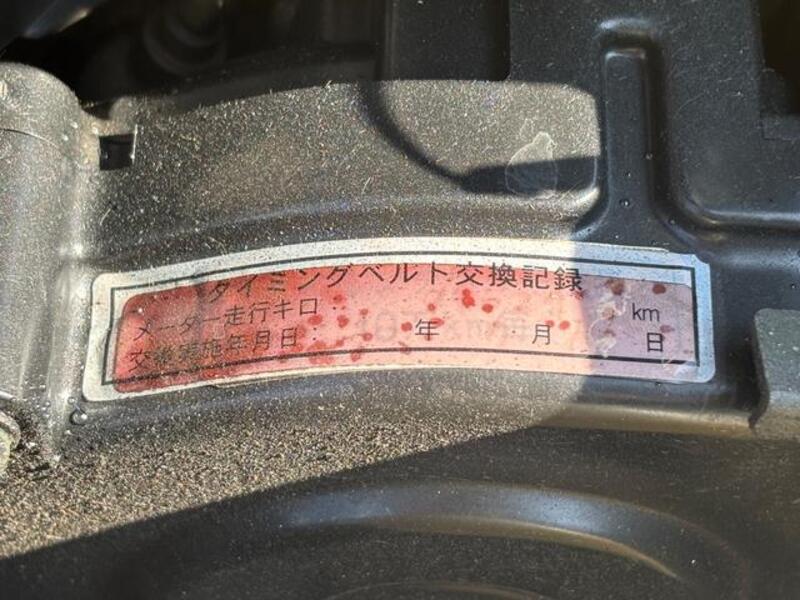 タイミングベルト交換記録
メーター走行キロ： km
交換実施年月日： 年 月 日